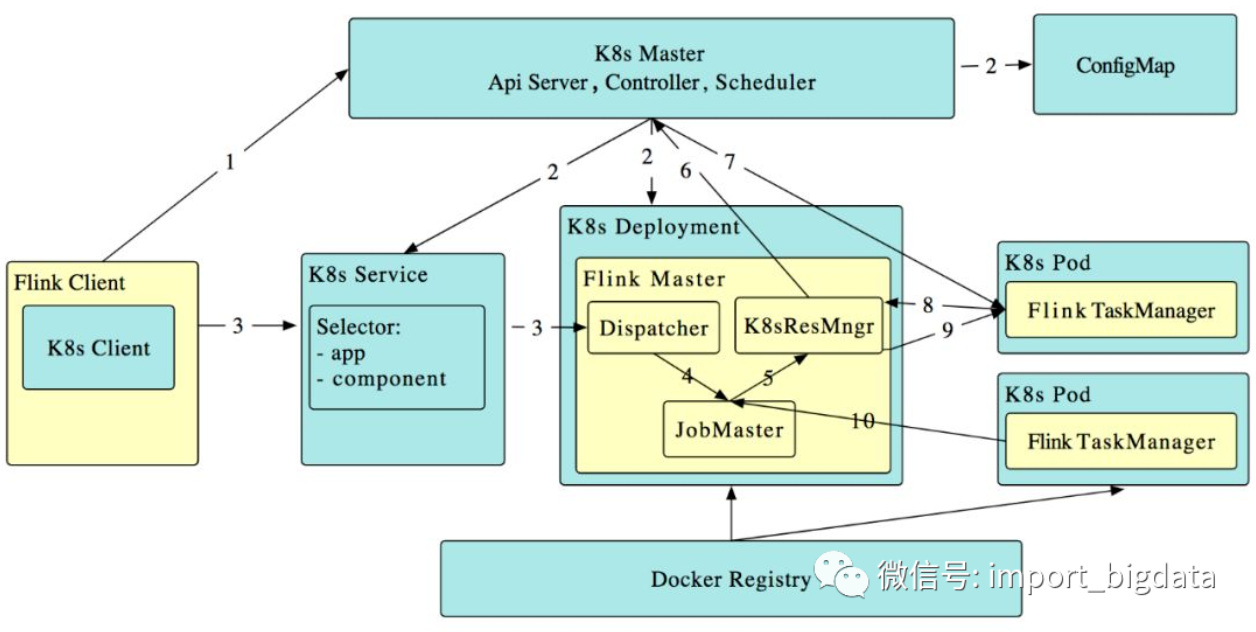 K8s Master
Api Server, Controller, Scheduler
2
ConfigMap
1
2
2
6
7
K8s Deployment
Flink Client
K8s Client
3
K8s Service
Selector:
- app
- component
3
Flink Master
Dispatcher
K8sResMngr
4
5
JobMaster
8
9
10
K8s Pod
Flink TaskManager
K8s Pod
Flink TaskManager
Docker Registry
微信号: import_bigdata